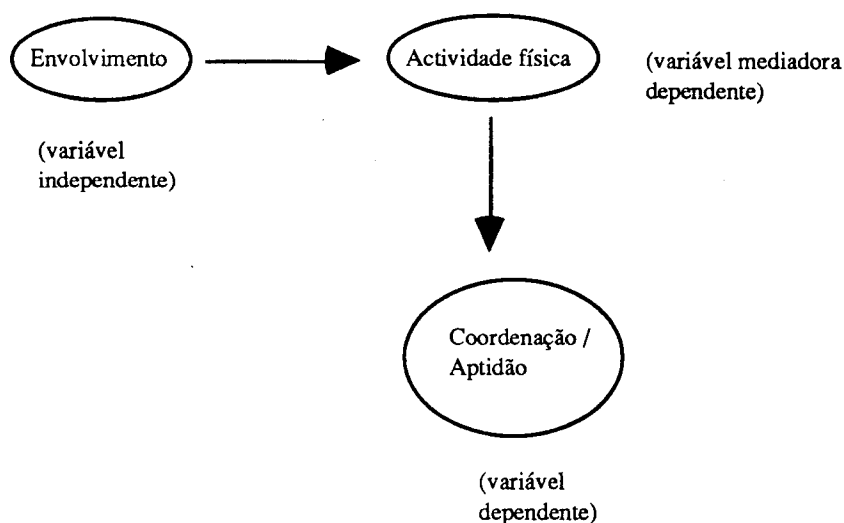 Envolvimento
Actividade física
(variável mediadora
dependente)
(variável
independente)
Coordenação /
Aptidão
(variável
dependente)